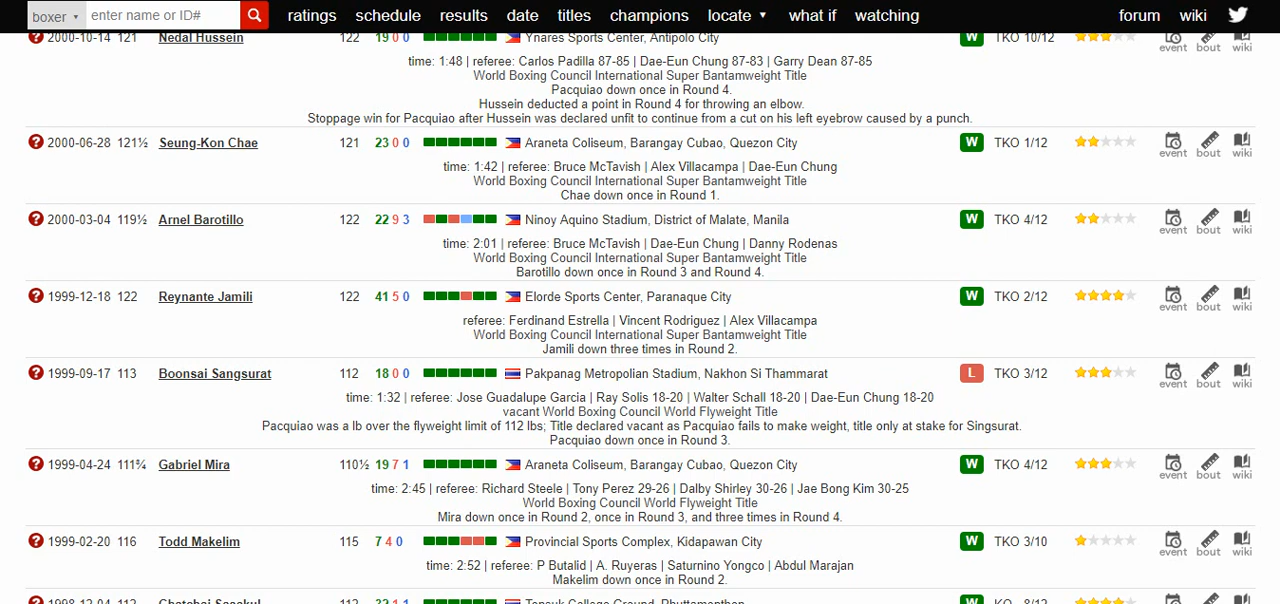 boxer enter name or ID# ratings schedule results date titles champions locate what if watching forum wiki
2000-10-14 121 Nedal Hussein 122 19 0 0 Ynares Sports Center, Antipolo City W TKO 10/12 event bout wiki
time: 1:48 | referee: Carlos Padilla 87-85 | Dae-Eun Chung 87-83 | Garry Dean 87-85
World Boxing Council International Super Bantamweight Title
Pacquiao down once in Round 4.
Hussein deducted a point in Round 4 for throwing an elbow.
Stoppage win for Pacquiao after Hussein was declared unfit to continue from a cut on his left eyebrow caused by a punch.
2000-06-28 121½ Seung-Kon Chae 121 23 0 0 Araneta Coliseum, Barangay Cubao, Quezon City W TKO 1/12 event bout wiki
time: 1:42 | referee: Bruce McTavish | Alex Villacampa | Dae-Eun Chung
World Boxing Council International Super Bantamweight Title
Chae down once in Round 1.
2000-03-04 119½ Arnel Barotillo 122 22 9 3 Ninoy Aquino Stadium, District of Malate, Manila W TKO 4/12 event bout wiki
time: 2:01 | referee: Bruce McTavish | Dae-Eun Chung | Danny Rodenas
World Boxing Council International Super Bantamweight Title
Barotillo down once in Round 3 and Round 4.
1999-12-18 122 Reynante Jamili 122 41 5 0 Elorde Sports Center, Paranaque City W TKO 2/12 event bout wiki
referee: Ferdinand Estrella | Vincent Rodriguez | Alex Villacampa
World Boxing Council International Super Bantamweight Title
Jamili down three times in Round 2.
1999-09-17 113 Boonsai Sangsurat 112 18 0 0 Pakpanag Metropolian Stadium, Nakhon Si Thammarat L TKO 3/12 event bout wiki
time: 1:32 | referee: Jose Guadalupe Garcia | Ray Solis 18-20 | Walter Schall 18-20 | Dae-Eun Chung 18-20
vacant World Boxing Council World Flyweight Title
Pacquiao was a lb over the flyweight limit of 112 lbs; Title declared vacant as Pacquiao fails to make weight, title only at stake for Singsurat.
Pacquiao down once in Round 3.
1999-04-24 111¾ Gabriel Mira 110½ 19 7 1 Araneta Coliseum, Barangay Cubao, Quezon City W TKO 4/12 event bout wiki
time: 2:45 | referee: Richard Steele | Tony Perez 29-26 | Dalby Shirley 30-26 | Jae Bong Kim 30-25
World Boxing Council World Flyweight Title
Mira down once in Round 2, once in Round 3, and three times in Round 4.
1999-02-20 116 Todd Makelim 115 7 4 0 Provincial Sports Complex, Kidapawan City W TKO 3/10 event bout wiki
time: 2:52 | referee: P Butalid | A. Ruyeras | Saturnino Yongco | Abdul Marajan
Makelim down once in Round 2.